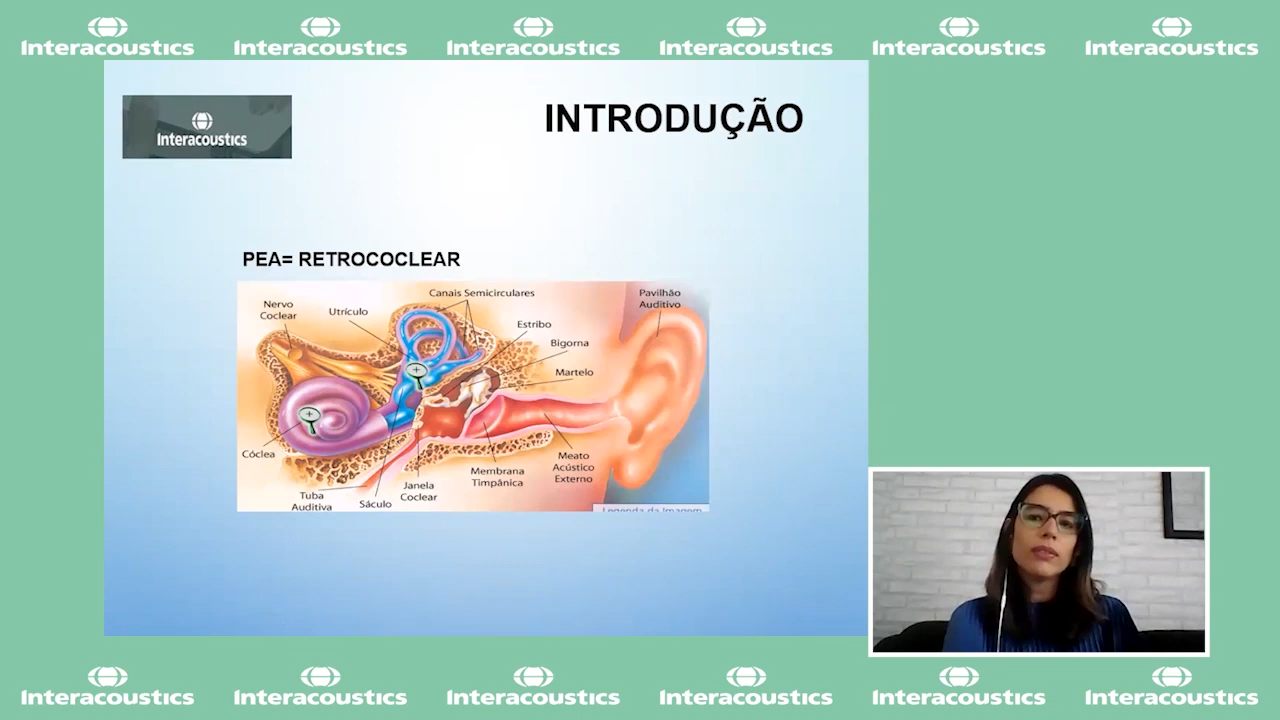 Interacoustics Interacoustics Interacoustics Interacoustics Interacoustics Interacoustics
Interacoustics
INTRODUÇÃO
PEA= RETROCOCLEAR
Nervo
Coclear
Utrículo
Canais Semicirculares
Pavilhão
Auditivo
Estribo
Bigorna
Martelo
Cóclea
Tuba
Auditiva
Sáculo
Janela
Coclear
Membrana
Timpânica
Meato
Acústico
Externo
Legenda da Imagem
Interacoustics Interacoustics Interacoustics Interacoustics Interacoustics Interacoustics